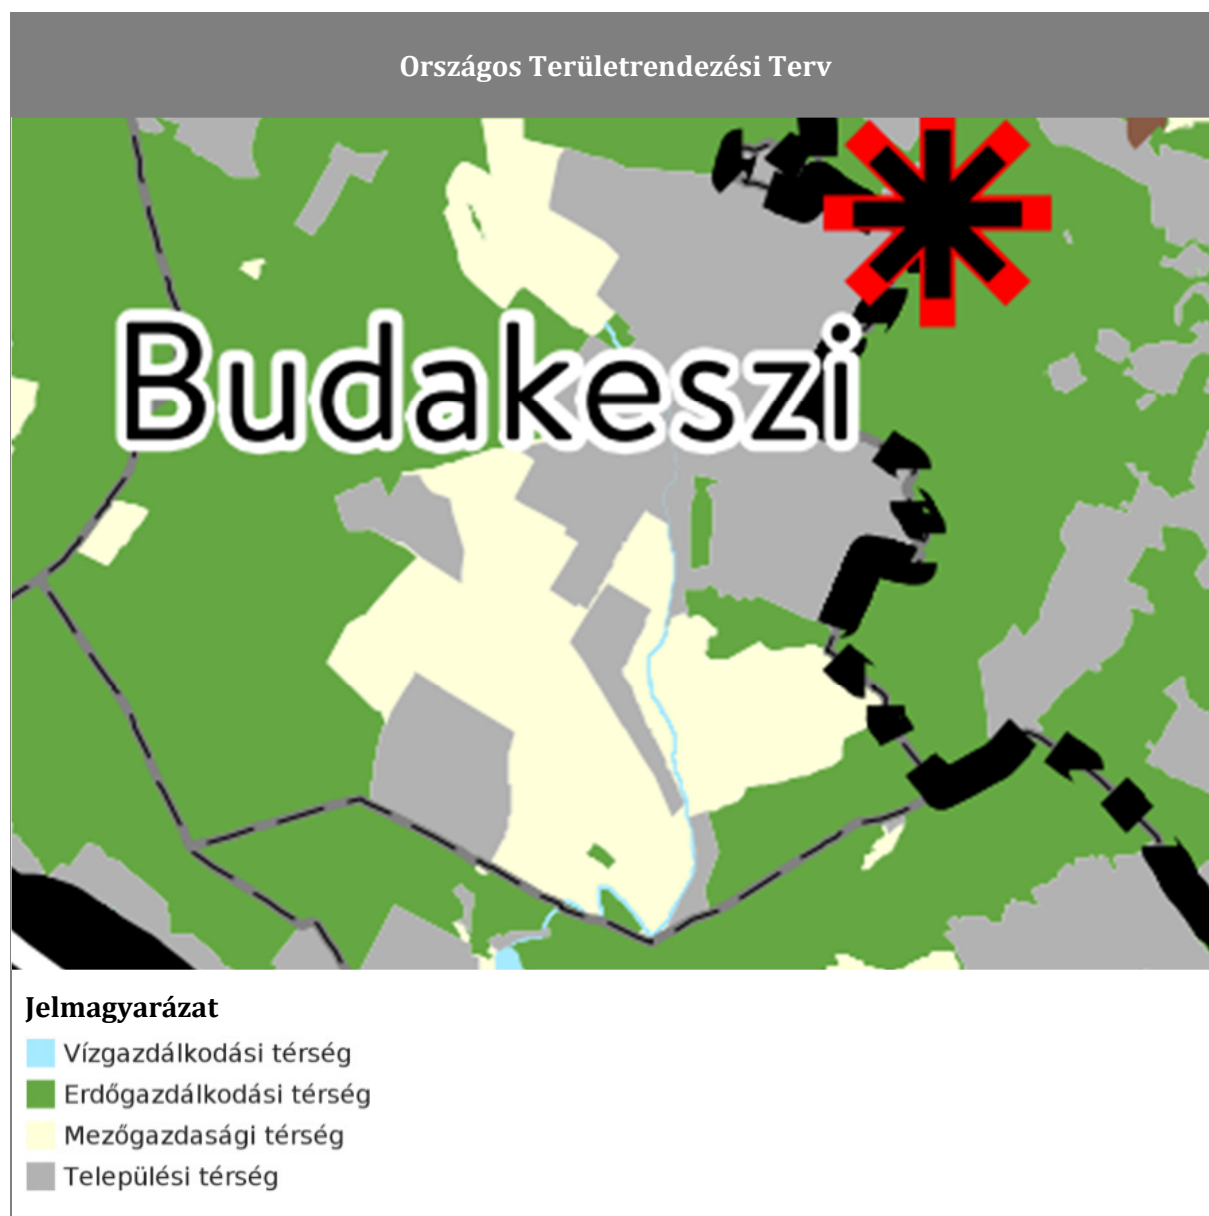 Országos Területrendezési Terv
Budakeszi
Jelmagyarázat
Vízgazdálkodási térség
Erdőgazdálkodási térség
Mezőgazdasági térség
Települési térség